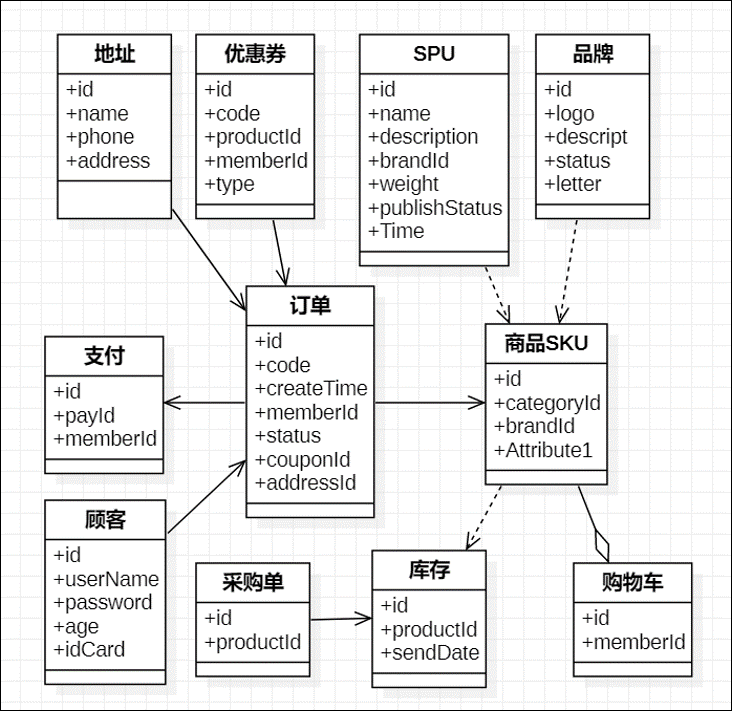 地址
+id
+name
+phone
+address
优惠券
+id
+code
+productId
+memberId
+type
SPU
+id
+name
+description
+brandId
+weight
+publishStatus
+Time
品牌
+id
+logo
+descript
+status
+letter
支付
+id
+payId
+memberId
订单
+id
+code
+createTime
+memberId
+status
+couponId
+addressId
商品SKU
+id
+categoryId
+brandId
+Attribute1
顾客
+id
+userName
+password
+age
+idCard
采购单
+id
+productId
库存
+id
+productId
+sendDate
购物车
+id
+memberId